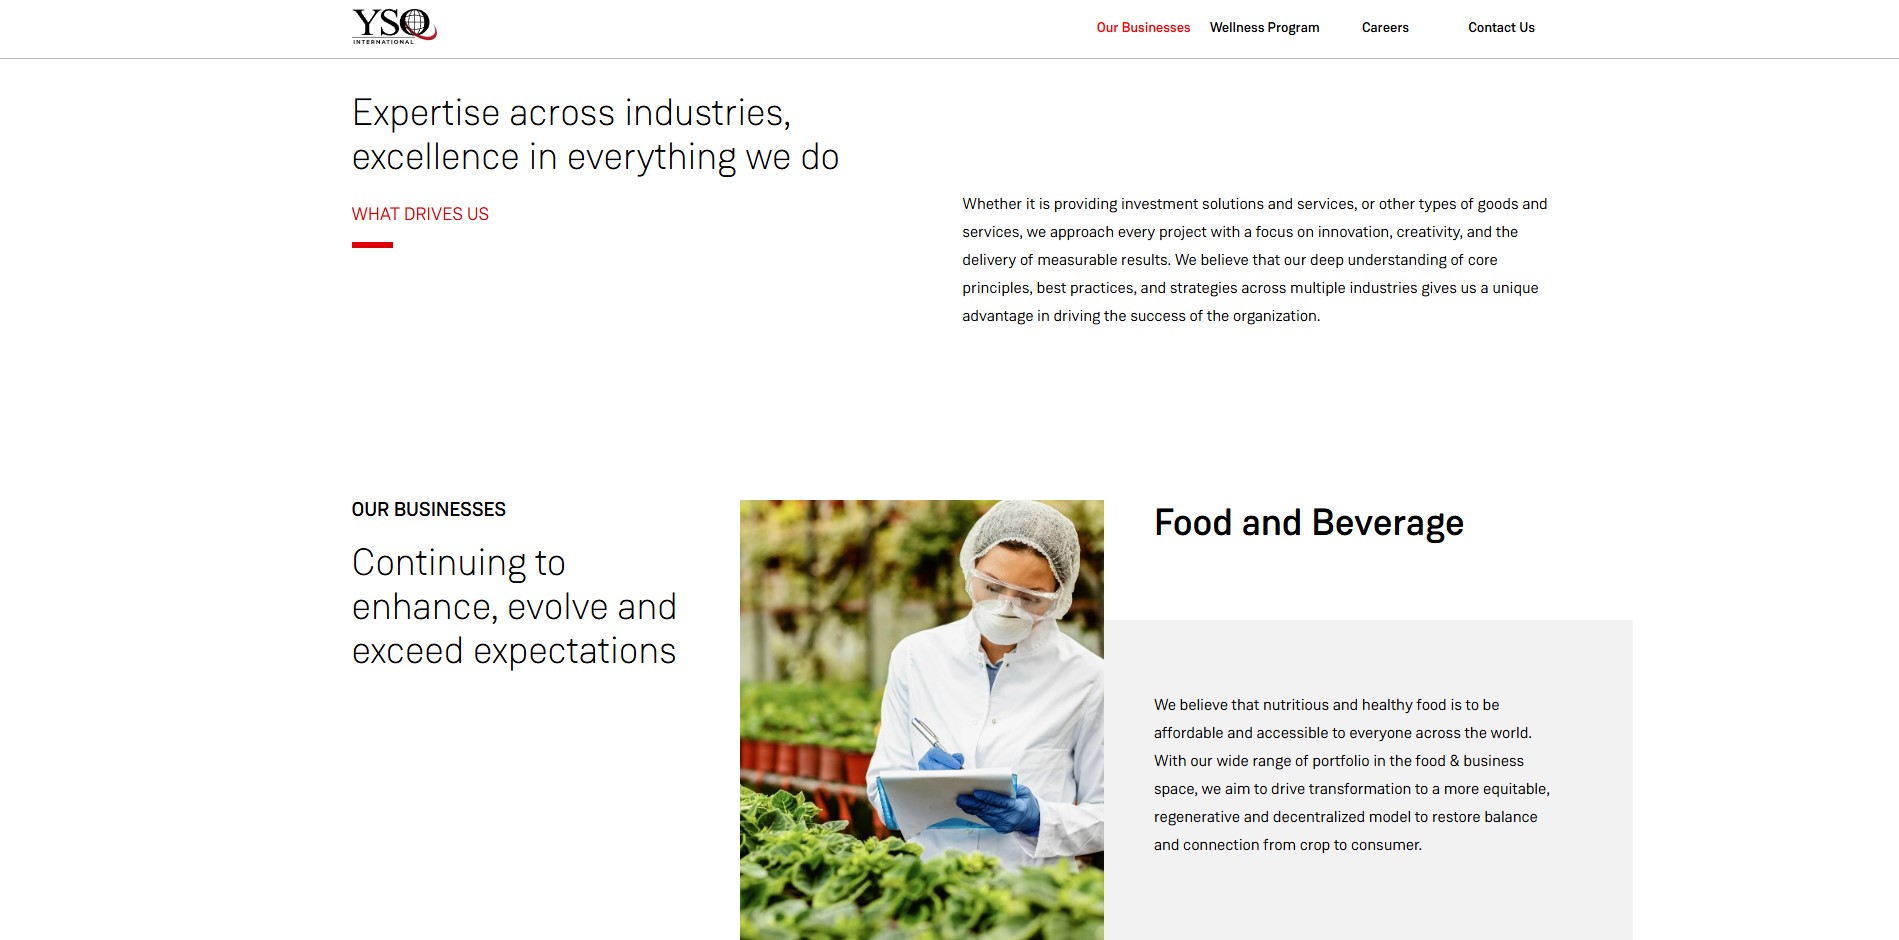 YSQ
INTERNATIONAL
Our Businesses
Wellness Program
Careers
Contact Us
Expertise across industries,
excellence in everything we do
WHAT DRIVES US
Whether it is providing investment solutions and services, or other types of goods and
services, we approach every project with a focus on innovation, creativity, and the
delivery of measurable results. We believe that our deep understanding of core
principles, best practices, and strategies across multiple industries gives us a unique
advantage in driving the success of the organization.
OUR BUSINESSES
Continuing to
enhance, evolve and
exceed expectations
Food and Beverage
We believe that nutritious and healthy food is to be
affordable and accessible to everyone across the world.
With our wide range of portfolio in the food & business
space, we aim to drive transformation to a more equitable,
regenerative and decentralized model to restore balance
and connection from crop to consumer.